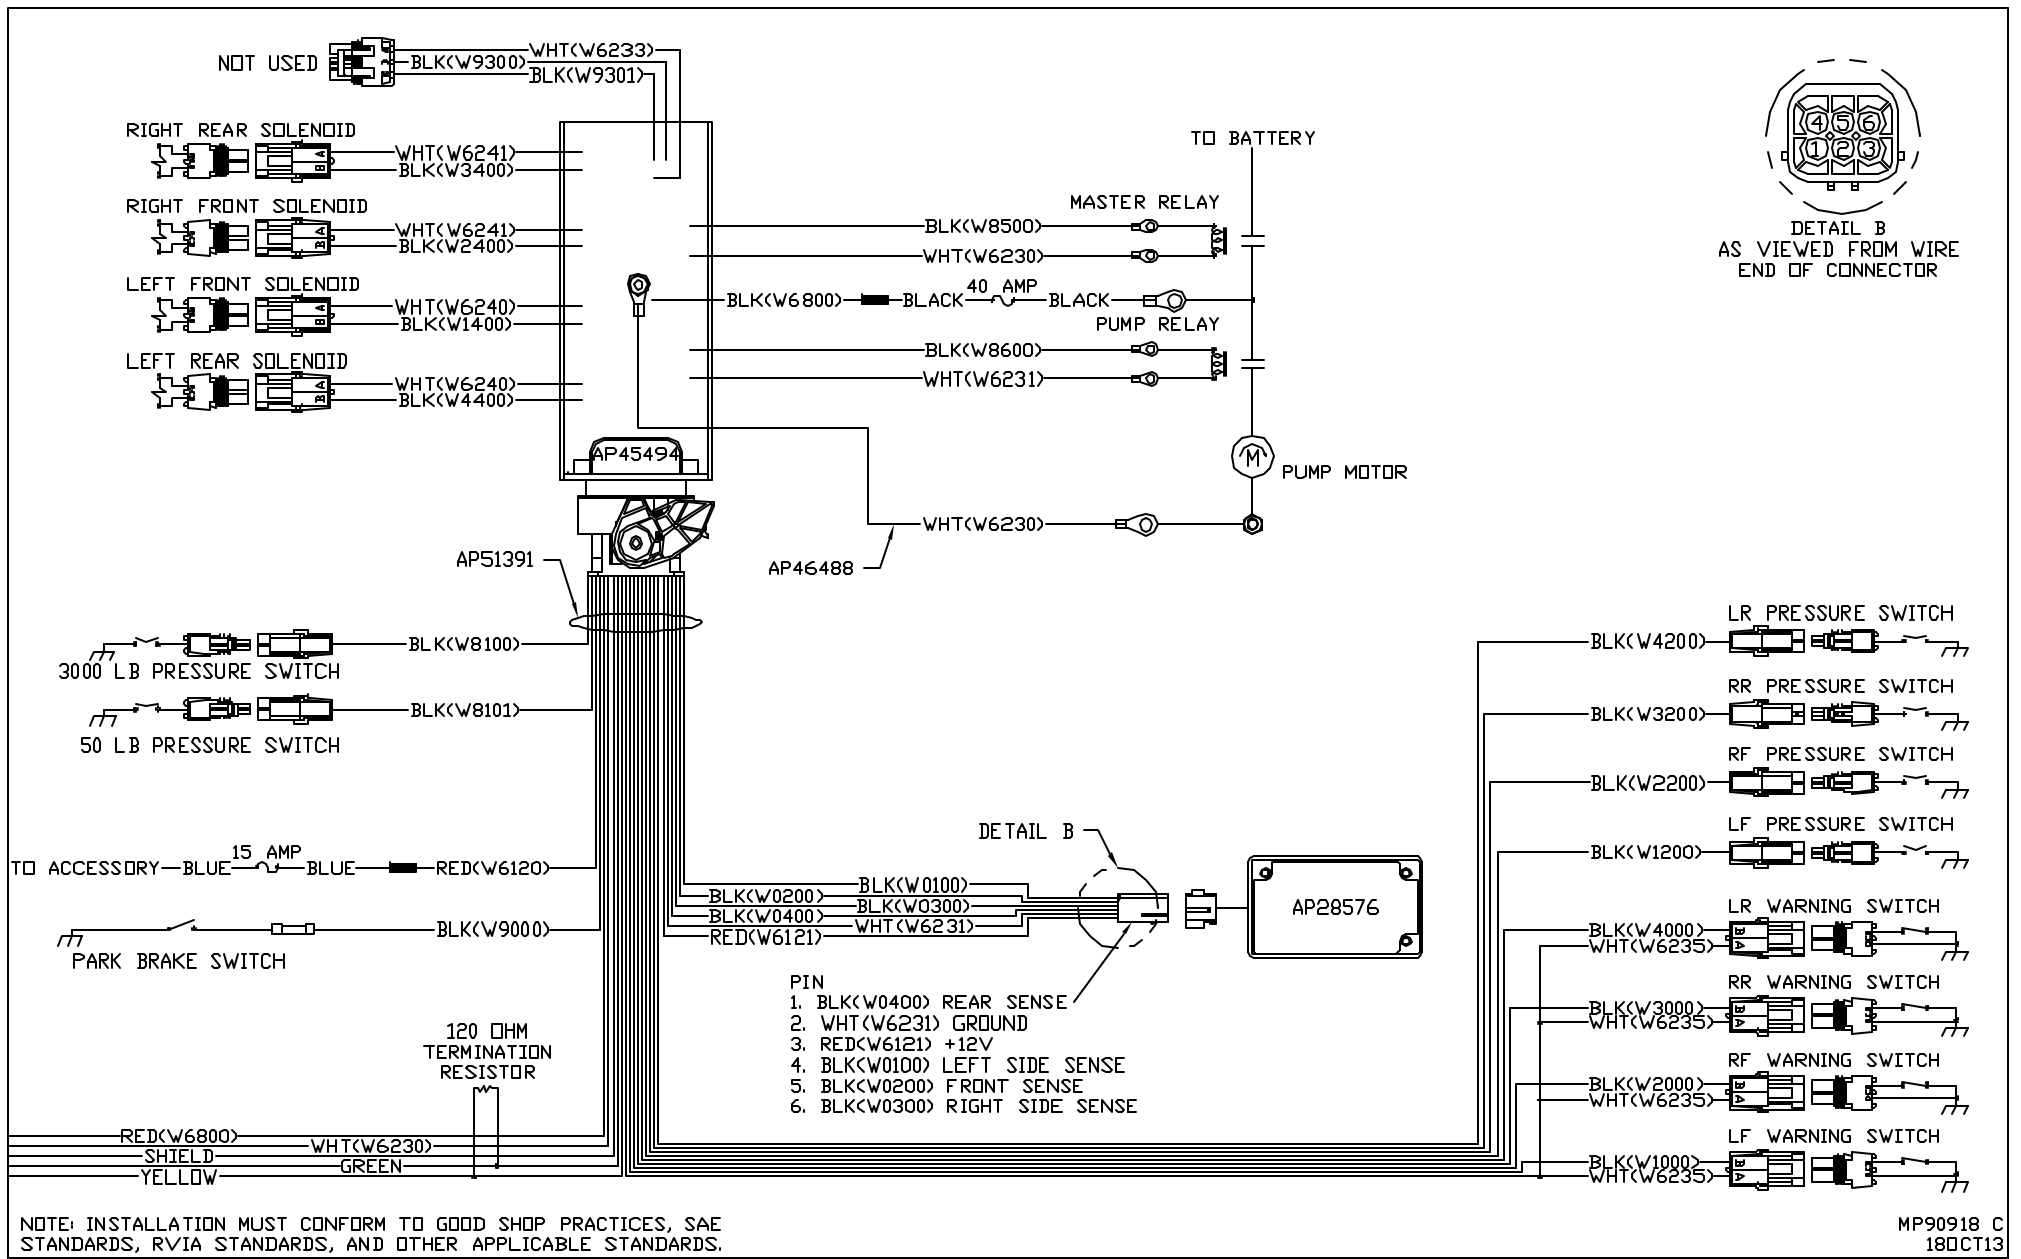 NOT USED
WHT(W6233)
BLK(W9300)
BLK(W9301)
RIGHT REAR SOLENOID
A
B
WHT(W6241)
BLK(W3400)
RIGHT FRONT SOLENOID
A
B
WHT(W6241)
BLK(W2400)
LEFT FRONT SOLENOID
A
B
WHT(W6240)
BLK(W1400)
LEFT REAR SOLENOID
A
B
WHT(W6240)
BLK(W4400)
AP45494
TO BATTERY
MASTER RELAY
BLK(W8500)
WHT(W6230)
BLK(W6800)
BLACK
40 AMP
BLACK
PUMP RELAY
BLK(W8600)
WHT(W6231)
M
PUMP MOTOR
WHT(W6230)
AP46488
4 5 6
1 2 3
DETAIL B
AS VIEWED FROM WIRE
END OF CONNECTOR
AP51391
BLK(W8100)
3000 LB PRESSURE SWITCH
BLK(W8101)
50 LB PRESSURE SWITCH
TO ACCESSORY
BLUE
15 AMP
BLUE
RED(W6120)
BLK(W9000)
PARK BRAKE SWITCH
120 OHM
TERMINATION
RESISTOR
RED(W6800)
WHT(W6230)
SHIELD
GREEN
YELLOW
DETAIL B
BLK(W0100)
BLK(W0200)
BLK(W0300)
BLK(W0400)
WHT(W6231)
RED(W6121)
AP28576
PIN
1. BLK(W0400) REAR SENSE
2. WHT(W6231) GROUND
3. RED(W6121) +12V
4. BLK(W0100) LEFT SIDE SENSE
5. BLK(W0200) FRONT SENSE
6. BLK(W0300) RIGHT SIDE SENSE
LR PRESSURE SWITCH
BLK(W4200)
RR PRESSURE SWITCH
BLK(W3200)
RF PRESSURE SWITCH
BLK(W2200)
LF PRESSURE SWITCH
BLK(W1200)
LR WARNING SWITCH
BLK(W4000)
WHT(W6235)
B
A
RR WARNING SWITCH
BLK(W3000)
WHT(W6235)
B
A
RF WARNING SWITCH
BLK(W2000)
WHT(W6235)
B
A
LF WARNING SWITCH
BLK(W1000)
WHT(W6235)
B
A
NOTE: INSTALLATION MUST CONFORM TO GOOD SHOP PRACTICES, SAE
STANDARDS, RVIA STANDARDS, AND OTHER APPLICABLE STANDARDS.
MP90918 C
18OCT13